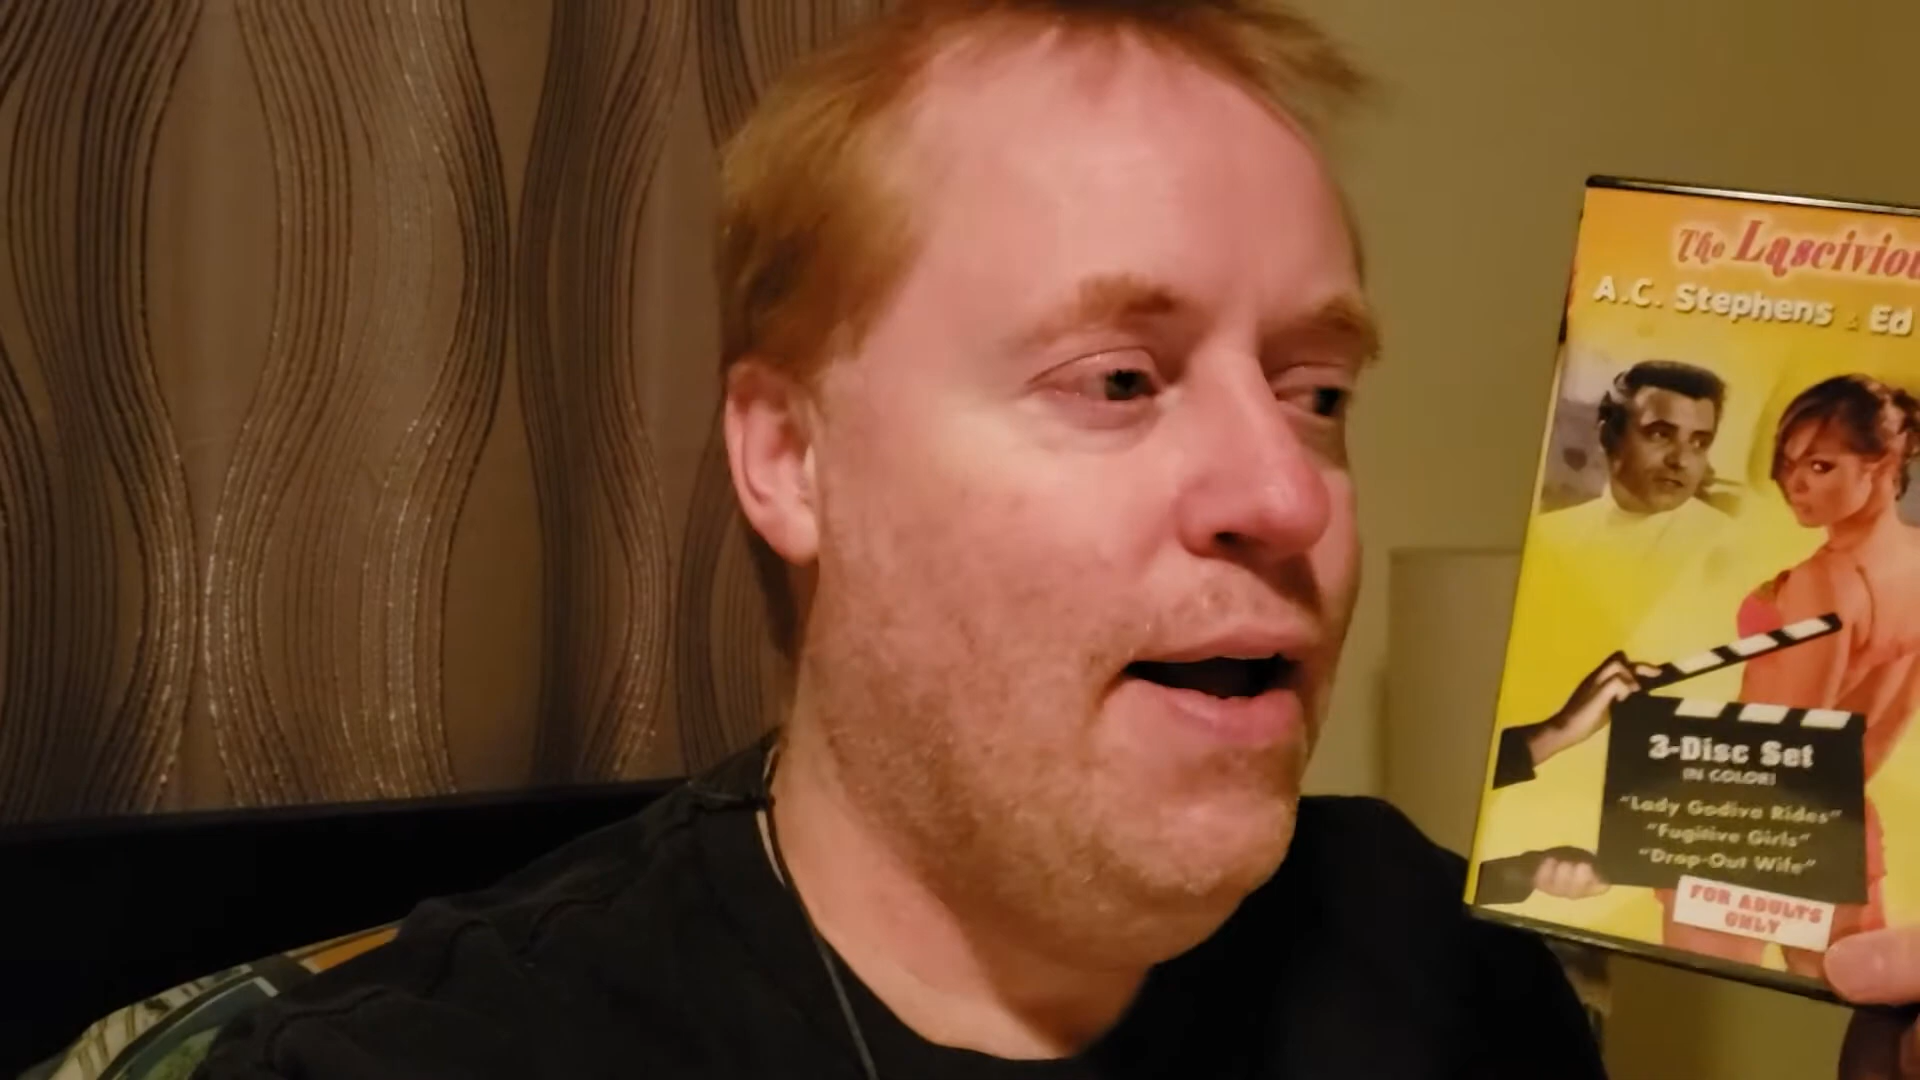 The Lasciviou
A.C. Stephens & Ed
3-Disc Set
IN COLOR!
"Lady Godiva Rides"
"Fugitive Girls"
"Drop-Out Wife"
FOR ADULTS
ONLY